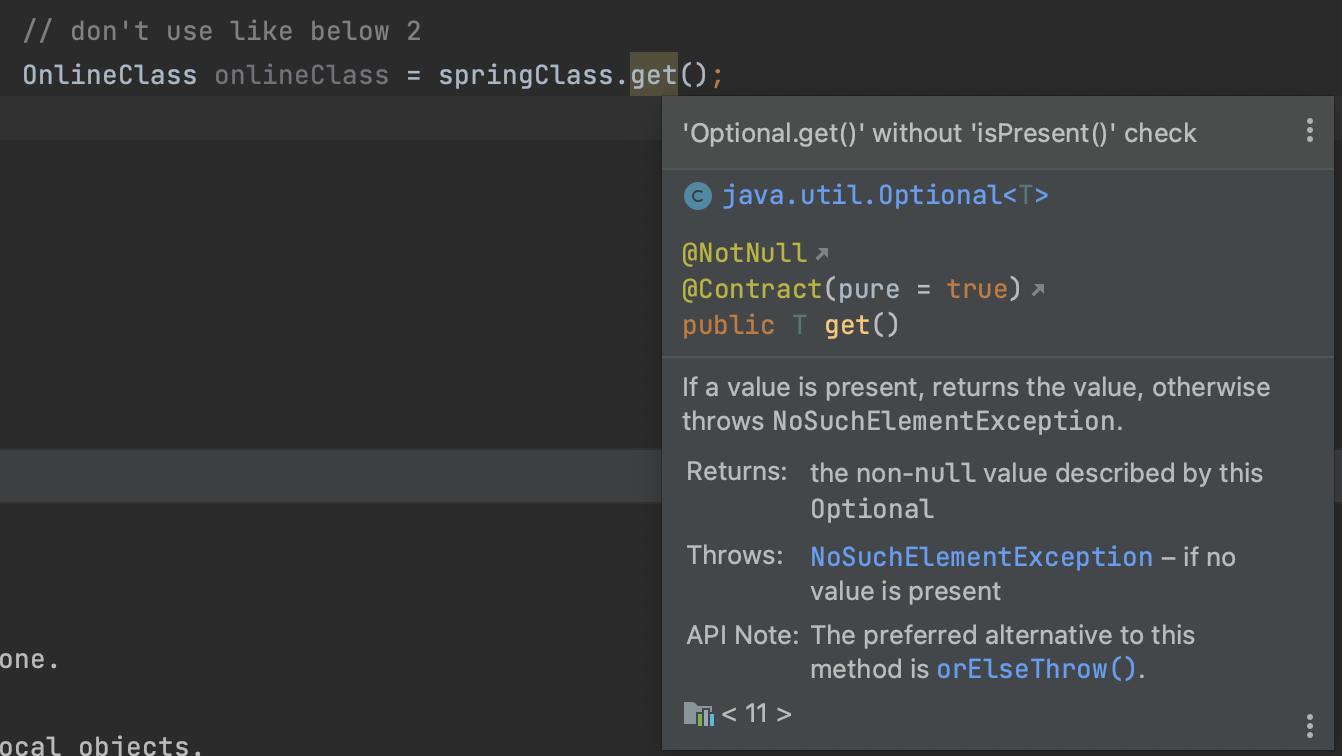 // don't use like below 2
OnlineClass onlineClass = springClass.get();
'Optional.get()' without 'isPresent()' check
C java.util.Optional<T>
@NotNull
@Contract(pure = true)
public T get()
If a value is present, returns the value, otherwise
throws NoSuchElementException.
Returns: the non-null value described by this
Optional
Throws: NoSuchElementException – if no
value is present
API Note: The preferred alternative to this
method is orElseThrow().
< 11 >
one.
ocal objects.